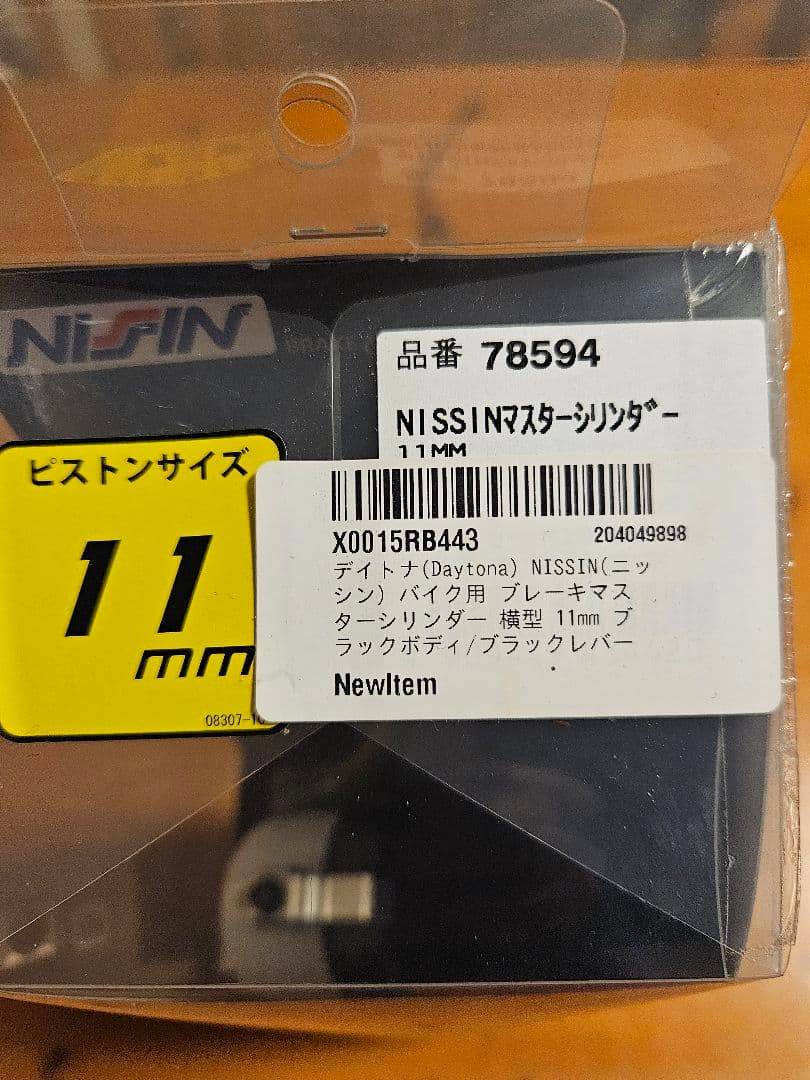 NISSIN
BRAKE
品番 78594
NISSINマスターシリンダー
11MM
ピストンサイズ
11
mm
08307-10
X0015RB443 204049898
デイトナ(Daytona) NISSIN(ニッ
シン) バイク用 ブレーキマス
ターシリンダー 横型 11mm ブ
ラックボディ/ブラックレバー
NewItem